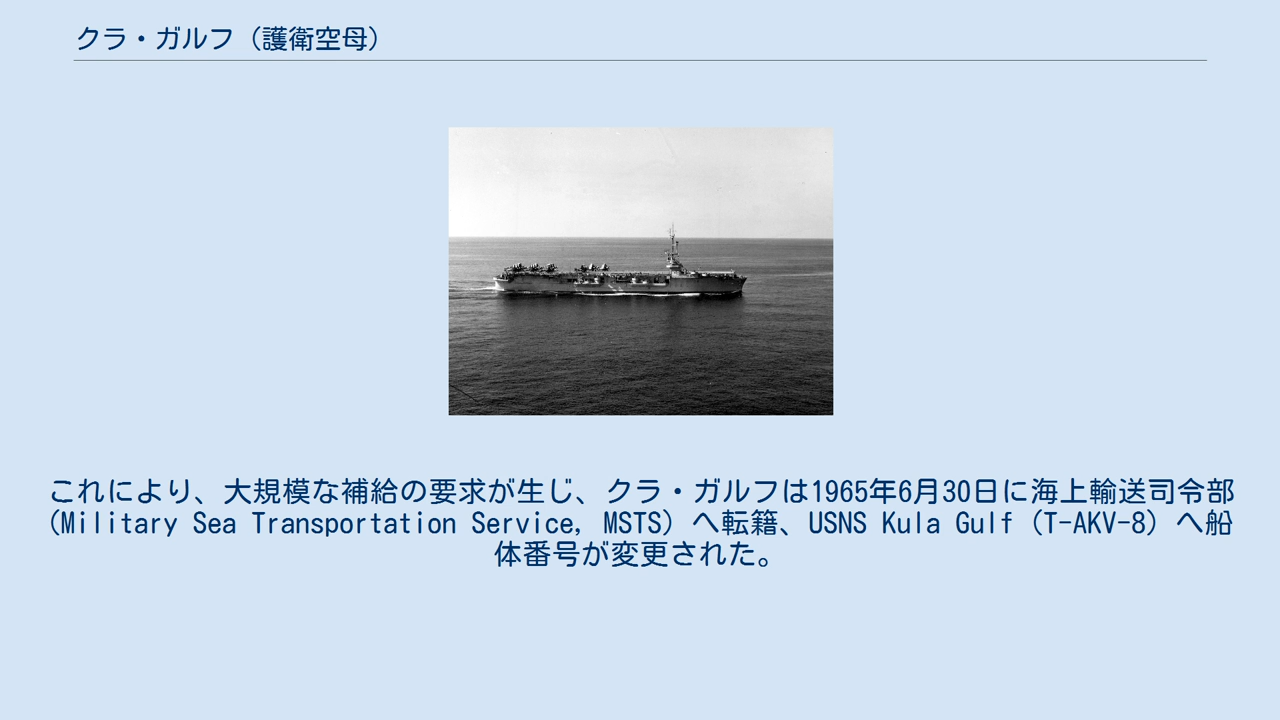 クラ・ガルフ（護衛空母）
これにより、大規模な補給の要求が生じ、クラ・ガルフは1965年6月30日に海上輸送司令部
(Military Sea Transportation Service, MSTS) へ転籍、USNS Kula Gulf (T-AKV-8) へ船
体番号が変更された。